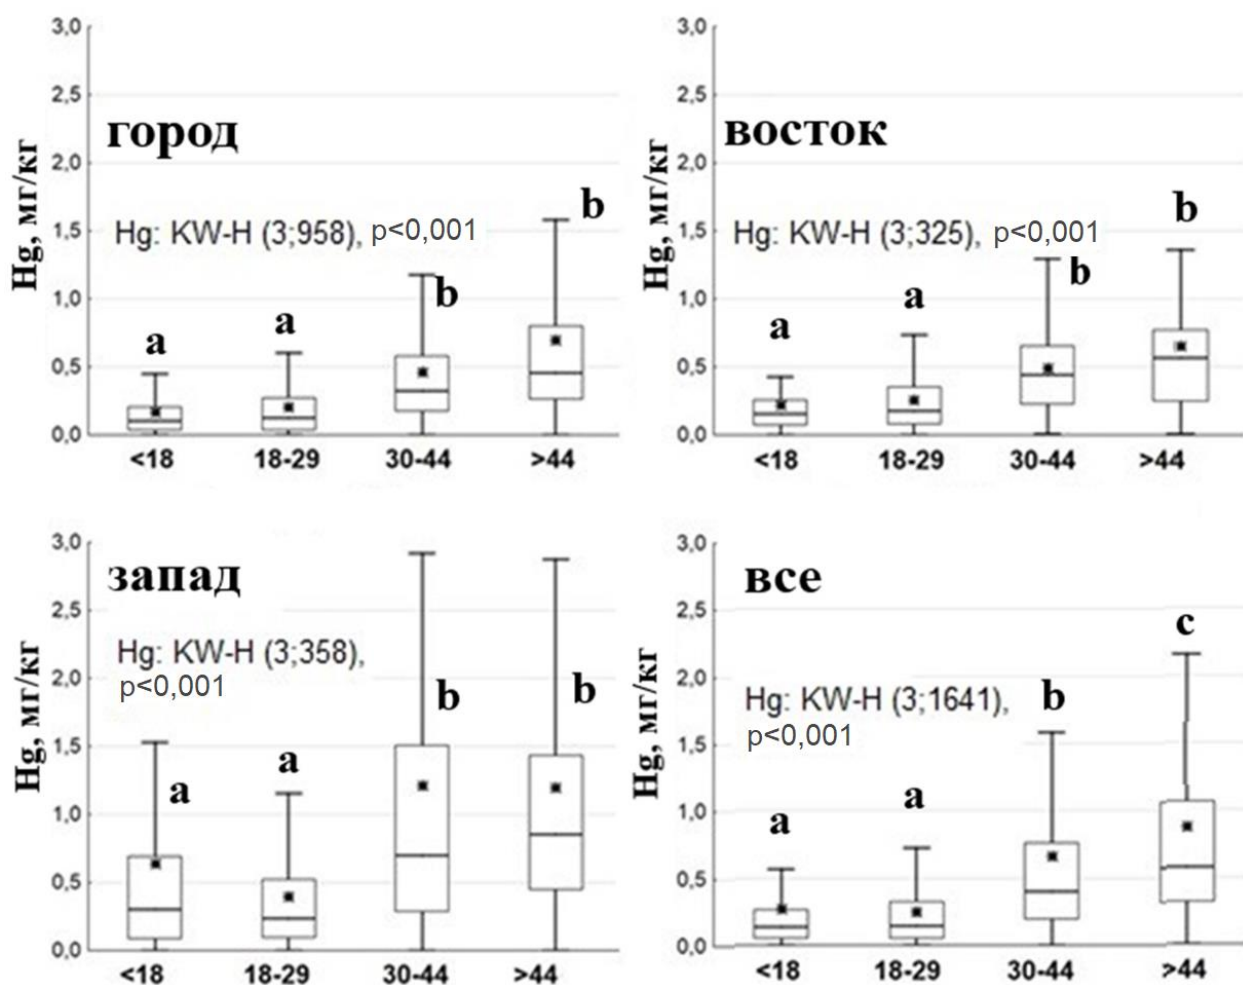 3,0
2,5
2,0
1,5
1,0
0,5
0,0
Hg, мг/кг
город
Hg: KW-H (3;958), p<0,001
a
a
b
b
<18 18-29 30-44 >44
3,0
2,5
2,0
1,5
1,0
0,5
0,0
Hg, мг/кг
восток
Hg: KW-H (3;325), p<0,001
a
a
b
b
<18 18-29 30-44 >44
3,0
2,5
2,0
1,5
1,0
0,5
0,0
Hg, мг/кг
запад
Hg: KW-H (3;358),
p<0,001
a
a
b
b
<18 18-29 30-44 >44
3,0
2,5
2,0
1,5
1,0
0,5
0,0
Hg, мг/кг
все
Hg: KW-H (3;1641),
p<0,001
a
a
b
c
<18 18-29 30-44 >44